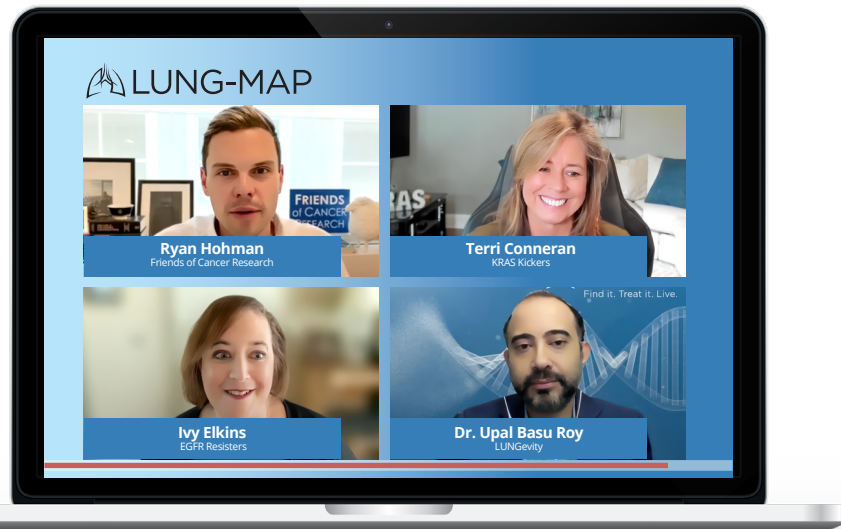 LUNG-MAP
FRIENDS
of CANCER
RESEARCH
Ryan Hohman
Friends of Cancer Research
RAS
Terri Conneran
KRAS Kickers
Find it. Treat it. Live.
Ivy Elkins
EGFR Resisters
Dr. Upal Basu Roy
LUNGevity